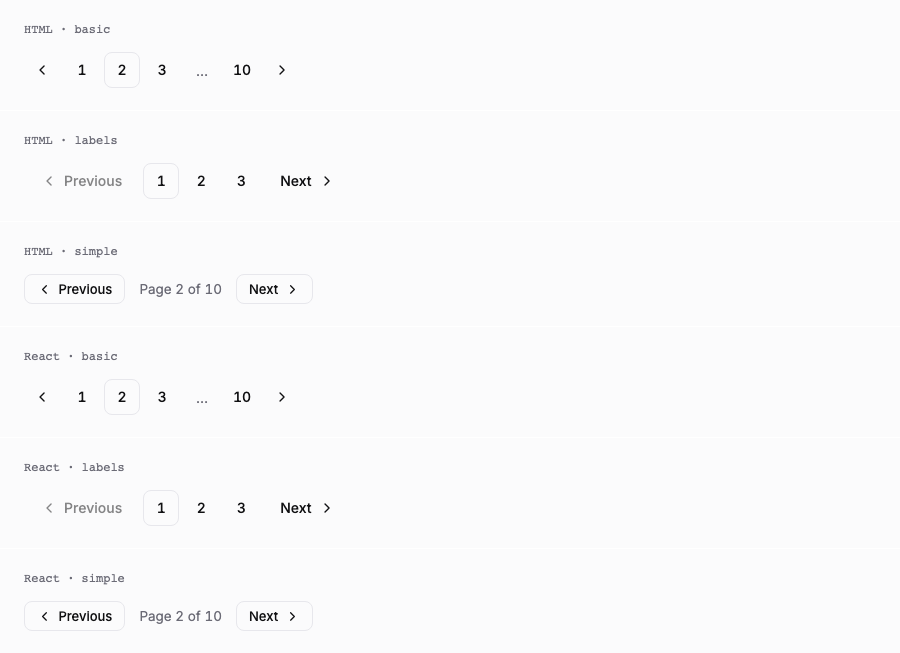 HTML · basic
1 2 3 ... 10
HTML · labels
Previous 1 2 3 Next
HTML · simple
Previous Page 2 of 10 Next
React · basic
1 2 3 ... 10
React · labels
Previous 1 2 3 Next
React · simple
Previous Page 2 of 10 Next